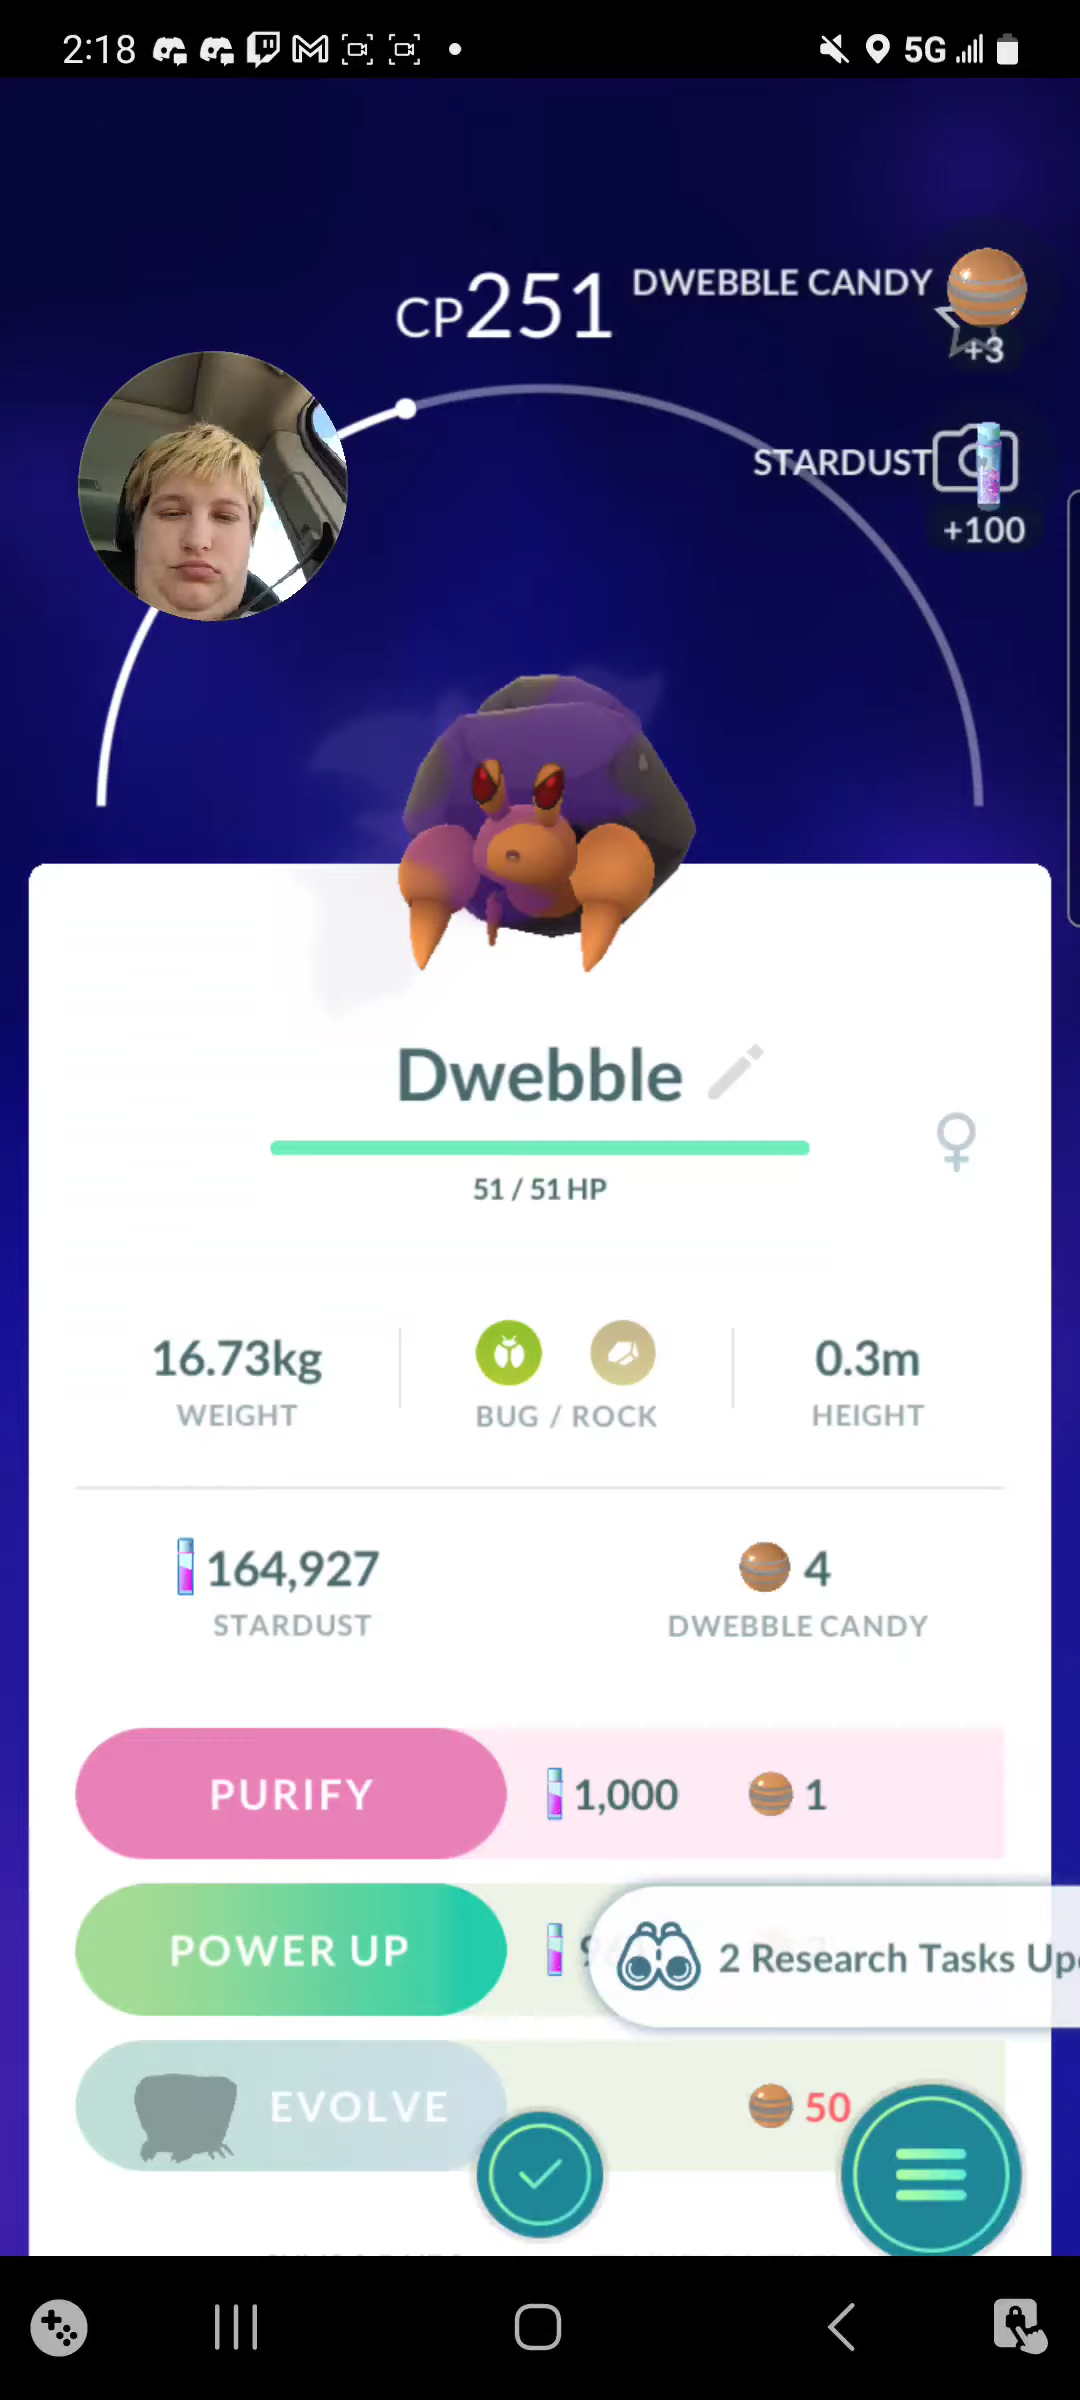 2:18
5G
DWEBBLE CANDY
CP251
+3
STARDUST
+100
Dwebble
51 / 51 HP
16.73kg
WEIGHT
BUG / ROCK
0.3m
HEIGHT
164,927
STARDUST
4
DWEBBLE CANDY
PURIFY
1,000
1
POWER UP
2 Research Tasks Up
EVOLVE
50